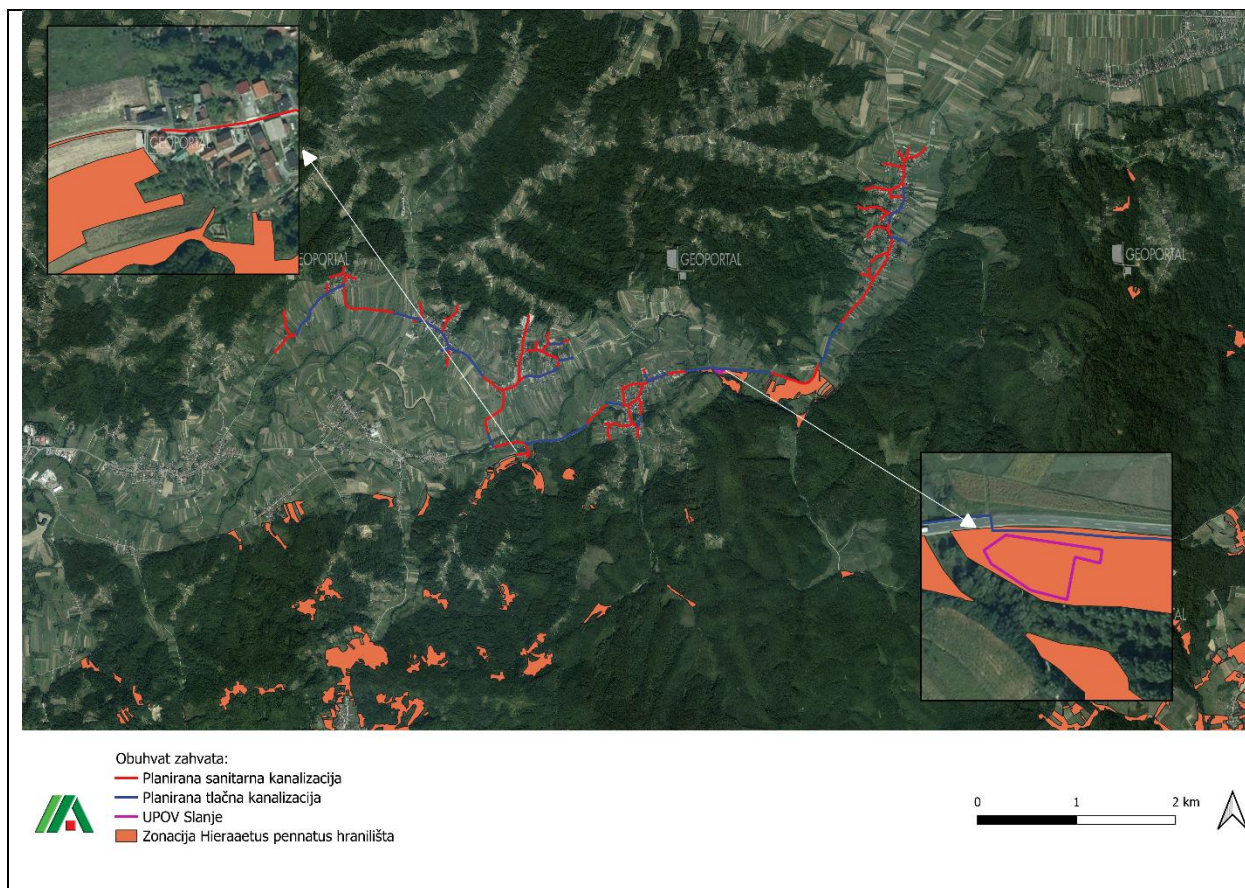 GEOPORTAL
GEOPORTAL
GEOPORTAL
GEOPORTAL
TAL
Obuhvat zahvata:
Planirana sanitarna kanalizacija
Planirana tlačna kanalizacija
UPOV Slanje
Zonacija Hieraaetus pennatus hranilišta
0 1 2 km